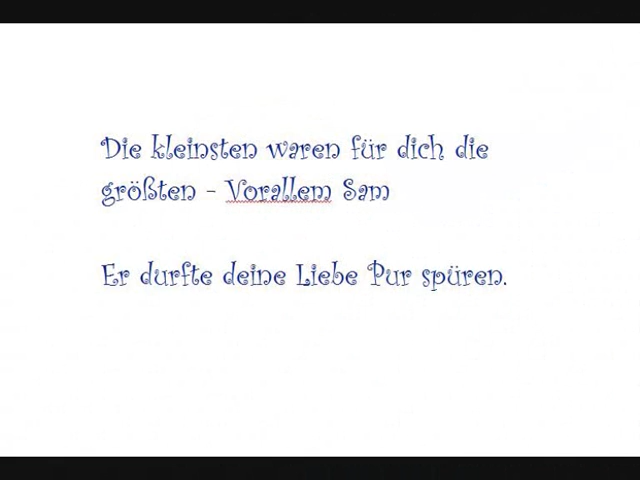 Die kleinsten waren für dich die
größten - Vorallem Sam
Er durfte deine Liebe Pur spüren.